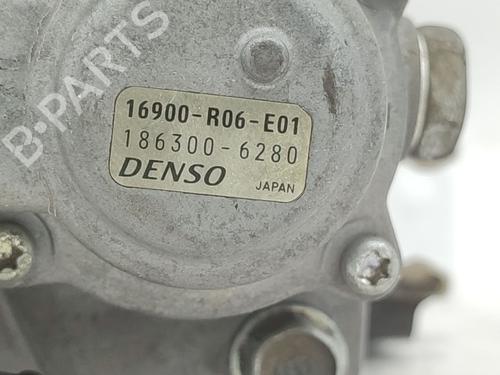 B-PARTS
16900-R06-E01
186300-6280
DENSO
JAPAN